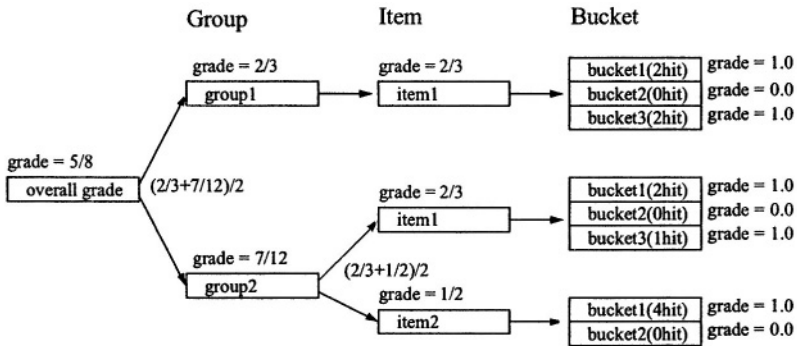 Group Item Bucket
grade = 2/3 grade = 2/3
group1 item1
bucket1(2hit) grade = 1.0
bucket2(0hit) grade = 0.0
bucket3(2hit) grade = 1.0
grade = 5/8
overall grade (2/3+7/12)/2
grade = 2/3
item1
bucket1(2hit) grade = 1.0
bucket2(0hit) grade = 0.0
bucket3(1hit) grade = 1.0
grade = 7/12
group2 (2/3+1/2)/2
grade = 1/2
item2
bucket1(4hit) grade = 1.0
bucket2(0hit) grade = 0.0